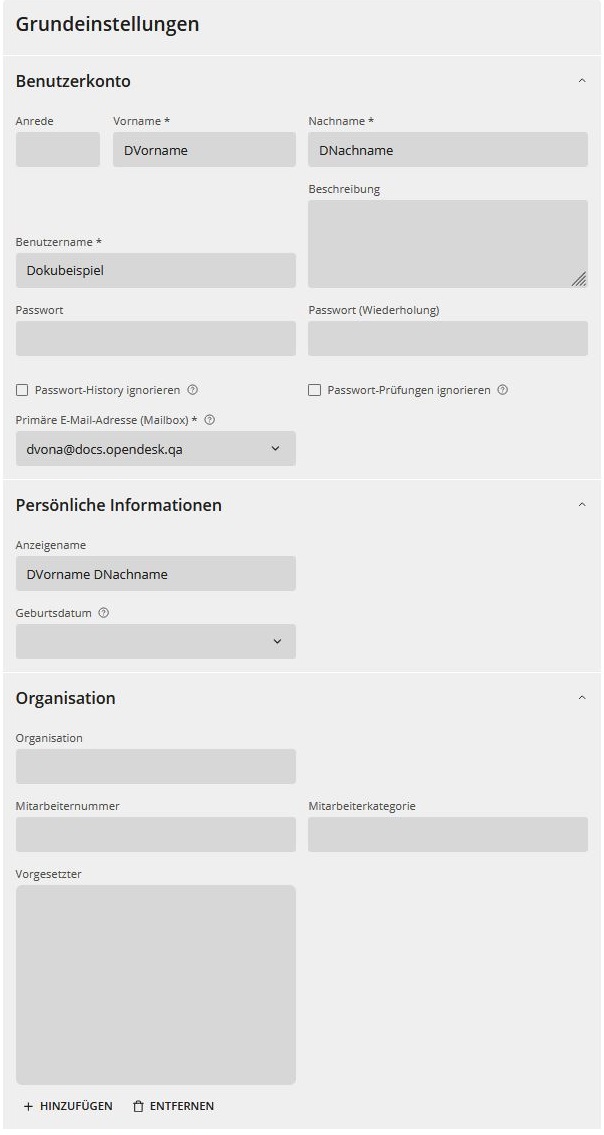 Grundeinstellungen
Benutzerkonto
Anrede Vorname * Nachname *
DVorname DNachname
Beschreibung
Benutzername *
Dokubeispiel
Passwort Passwort (Wiederholung)
Passwort-History ignorieren Passwort-Prüfungen ignorieren
Primäre E-Mail-Adresse (Mailbox) *
dvona@docs.opendesk.qa
Persönliche Informationen
Anzeigename
DVorname DNachname
Geburtsdatum
Organisation
Organisation
Mitarbeiternummer Mitarbeiterkategorie
Vorgesetzter
+ HINZUFÜGEN ENTFERNEN